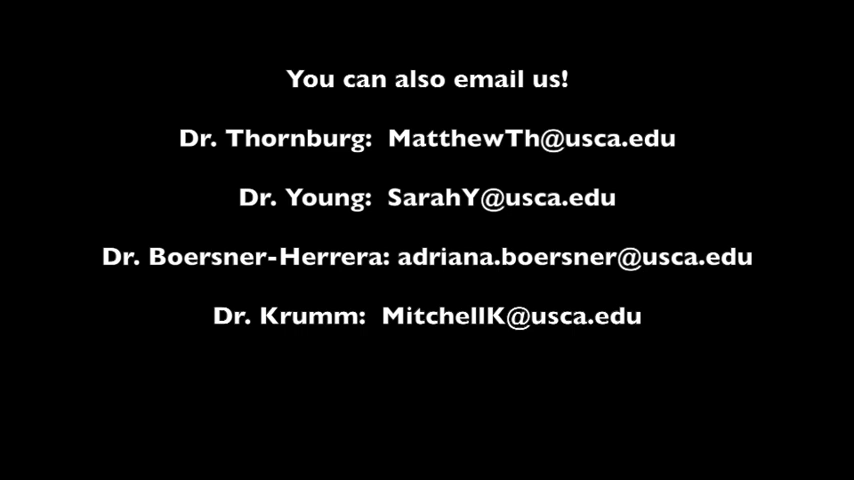 You can also email us!
Dr. Thornburg: MatthewTh@usca.edu
Dr. Young: SarahY@usca.edu
Dr. Boersner-Herrera: adriana.boersner@usca.edu
Dr. Krumm: MitchellK@usca.edu